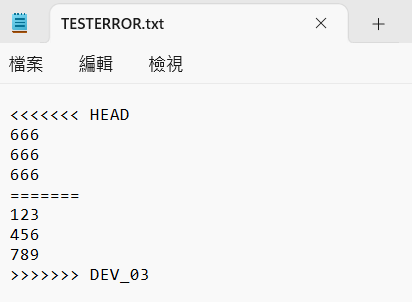 TESTERROR.txt
檔案 編輯 檢視
<<<<<<< HEAD
666
666
666
=======
123
456
789
>>>>>>> DEV_03